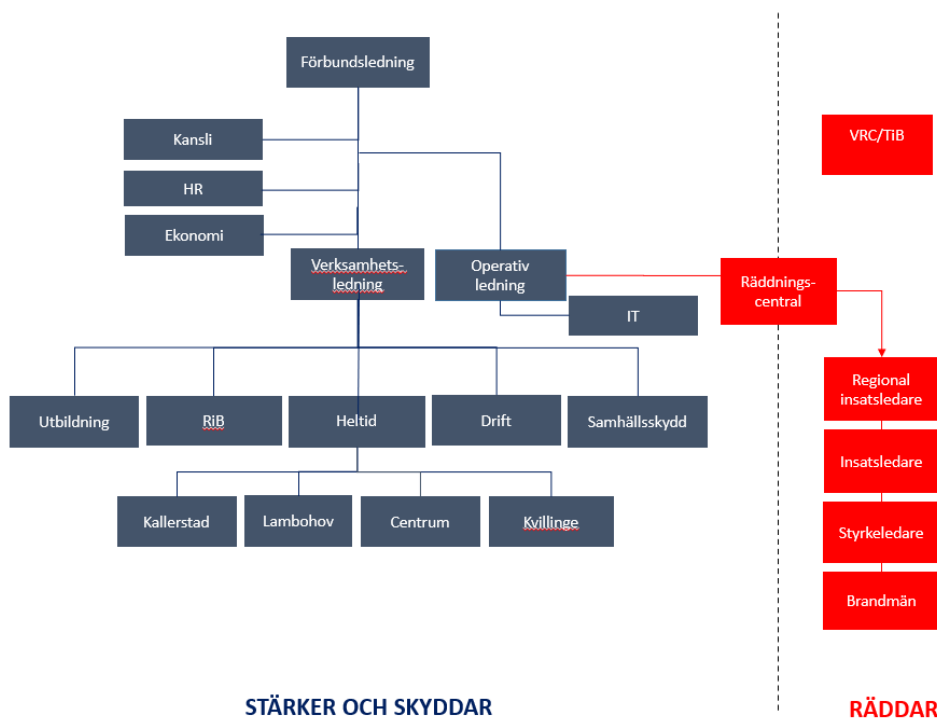 Förbundsledning
Kansli
VRC/TiB
HR
Ekonomi
Verksamhets-
ledning
Operativ
ledning
Räddnings-
central
IT
Regional
insatsledare
Utbildning
RiB
Heltid
Drift
Samhällsskydd
Insatsledare
Kallerstad
Lambohov
Centrum
Kvillinge
Styrkeledare
Brandmän
STÄRKER OCH SKYDDAR
RÄDDAR